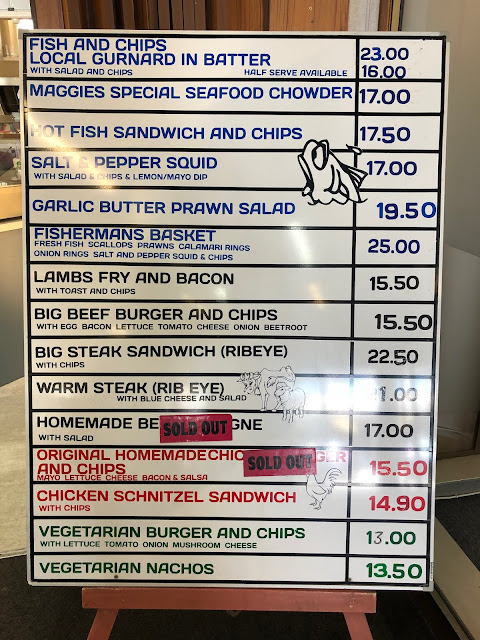 FISH AND CHIPS 23.00
LOCAL GURNARD IN BATTER
WITH SALAD AND CHIPS HALF SERVE AVAILABLE 16.00
MAGGIES SPECIAL SEAFOOD CHOWDER 17.00
HOT FISH SANDWICH AND CHIPS 17.50
SALT & PEPPER SQUID 17.00
WITH SALAD & CHIPS & LEMON/MAYO DIP
GARLIC BUTTER PRAWN SALAD 19.50
FISHERMANS BASKET 25.00
FRESH FISH SCALLOPS PRAWNS CALAMARI RINGS
ONION RINGS SALT AND PEPPER SQUID & CHIPS
LAMBS FRY AND BACON 15.50
WITH TOAST AND CHIPS
BIG BEEF BURGER AND CHIPS 15.50
WITH EGG BACON LETTUCE TOMATO CHEESE ONION BEETROOT
BIG STEAK SANDWICH (RIBEYE) 22.50
WITH CHIPS
WARM STEAK (RIB EYE) 1.00
WITH BLUE CHEESE AND SALAD
HOMEMADE BE SOLD OUT GNE 17.00
WITH SALAD
ORIGINAL HOMEMADE CHIC SOLD OUT GER 15.50
AND CHIPS
MAYO LETTUCE CHEESE BACON & SALSA
CHICKEN SCHNITZEL SANDWICH 14.90
WITH CHIPS
VEGETARIAN BURGER AND CHIPS 13.00
WITH LETTUCE TOMATO ONION MUSHROOM CHEESE
VEGETARIAN NACHOS 13.50